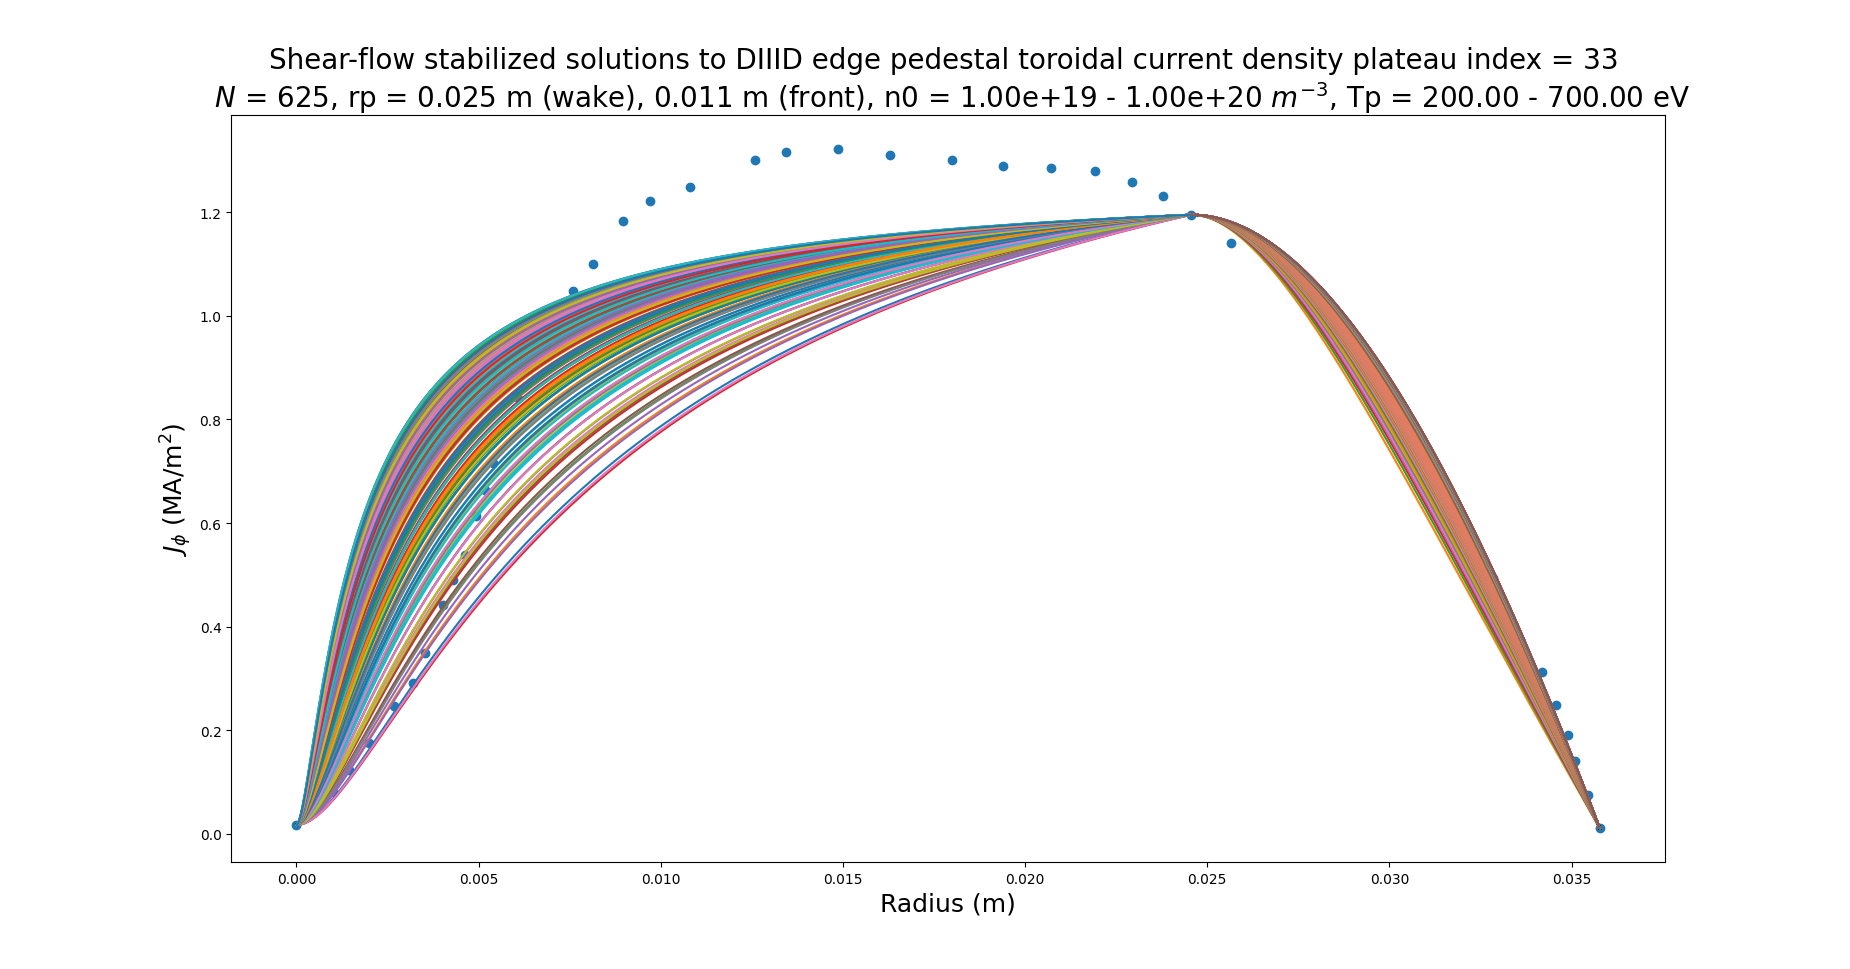 Shear-flow stabilized solutions to DIIID edge pedestal toroidal current density plateau index = 33
N = 625, rp = 0.025 m (wake), 0.011 m (front), n0 = 1.00e+19 - 1.00e+20 m⁻³, Tp = 200.00 - 700.00 eV
J_ϕ (MA/m²)
1.2
1.0
0.8
0.6
0.4
0.2
0.0
0.000 0.005 0.010 0.015 0.020 0.025 0.030 0.035
Radius (m)